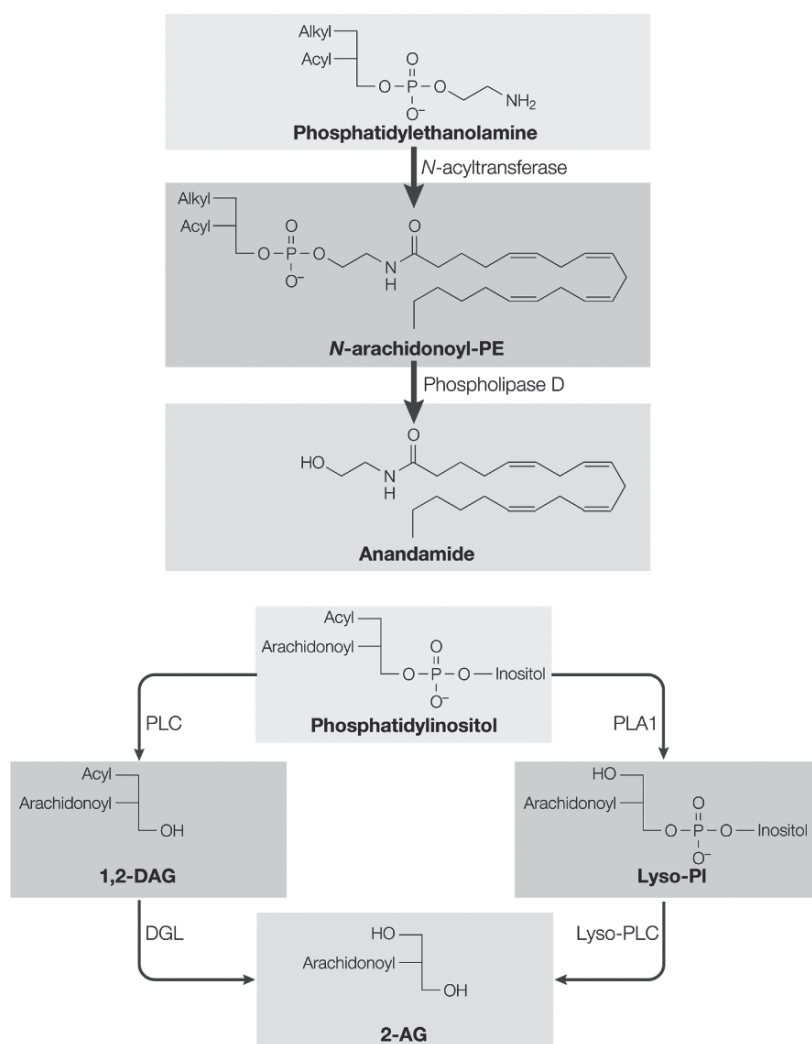 Alkyl
Acyl
O
O–P–O
O−
NH2
Phosphatidylethanolamine
N-acyltransferase
Alkyl
Acyl
O
O
O–P–O
N
O−
H
N-arachidonoyl-PE
Phospholipase D
O
HO
N
H
Anandamide
Acyl
Arachidonoyl
O
O–P–O–Inositol
O−
Phosphatidylinositol
PLC
PLA1
Acyl
Arachidonoyl
OH
1,2-DAG
HO
Arachidonoyl
O
O–P–O–Inositol
O−
Lyso-PI
DGL
Lyso-PLC
HO
Arachidonoyl
OH
2-AG